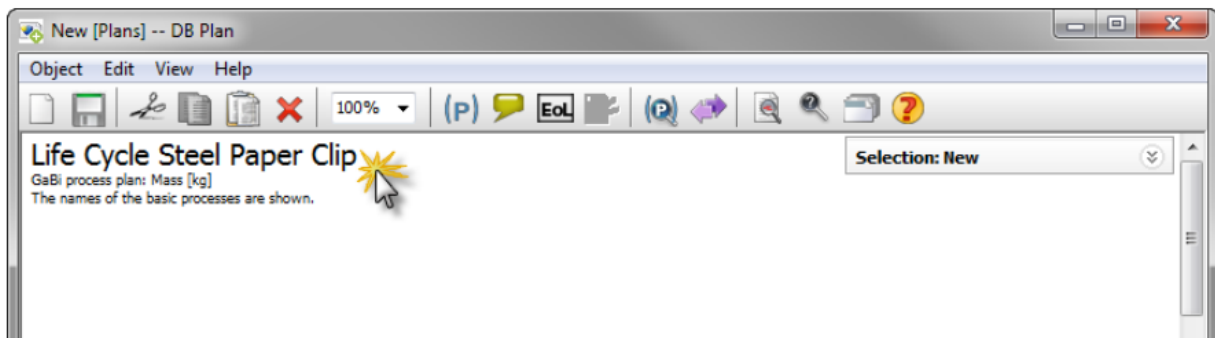 New [Plans] -- DB Plan
Object Edit View Help
100% (P) EoL (P) ?
Life Cycle Steel Paper Clip
GaBi process plan: Mass [kg]
The names of the basic processes are shown.
Selection: New